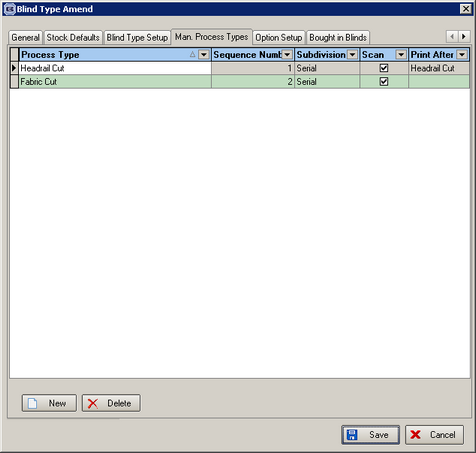 Blind Type Amend
General Stock Defaults Blind Type Setup Man. Process Types Option Setup Bought in Blinds
Process Type Sequence Numb Subdivision Scan Print After
Headrail Cut 1 Serial Headrail Cut
Fabric Cut 2 Serial
New Delete
Save Cancel